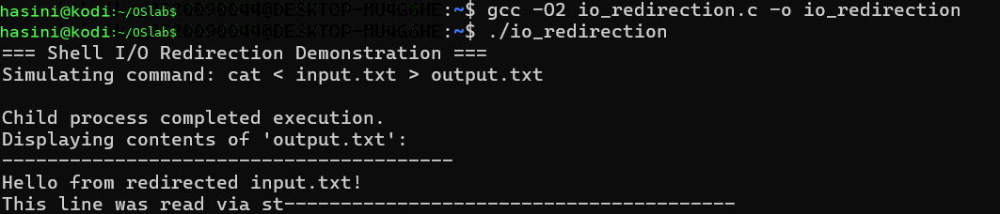 hasini@kodi:~/OSlab$ :~$ gcc -O2 io_redirection.c -o io_redirection
hasini@kodi:~/OSlab$ :~$ ./io_redirection
=== Shell I/O Redirection Demonstration ===
Simulating command: cat < input.txt > output.txt
Child process completed execution.
Displaying contents of 'output.txt':
----------------------------------------
Hello from redirected input.txt!
This line was read via st----------------------------------------